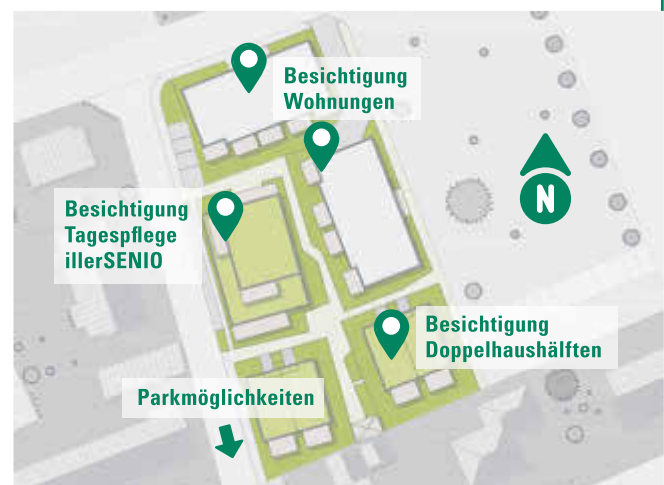 Besichtigung
Wohnungen
N
Besichtigung
Tagespflege
illerSENIO
Besichtigung
Doppelhaushälften
Parkmöglichkeiten